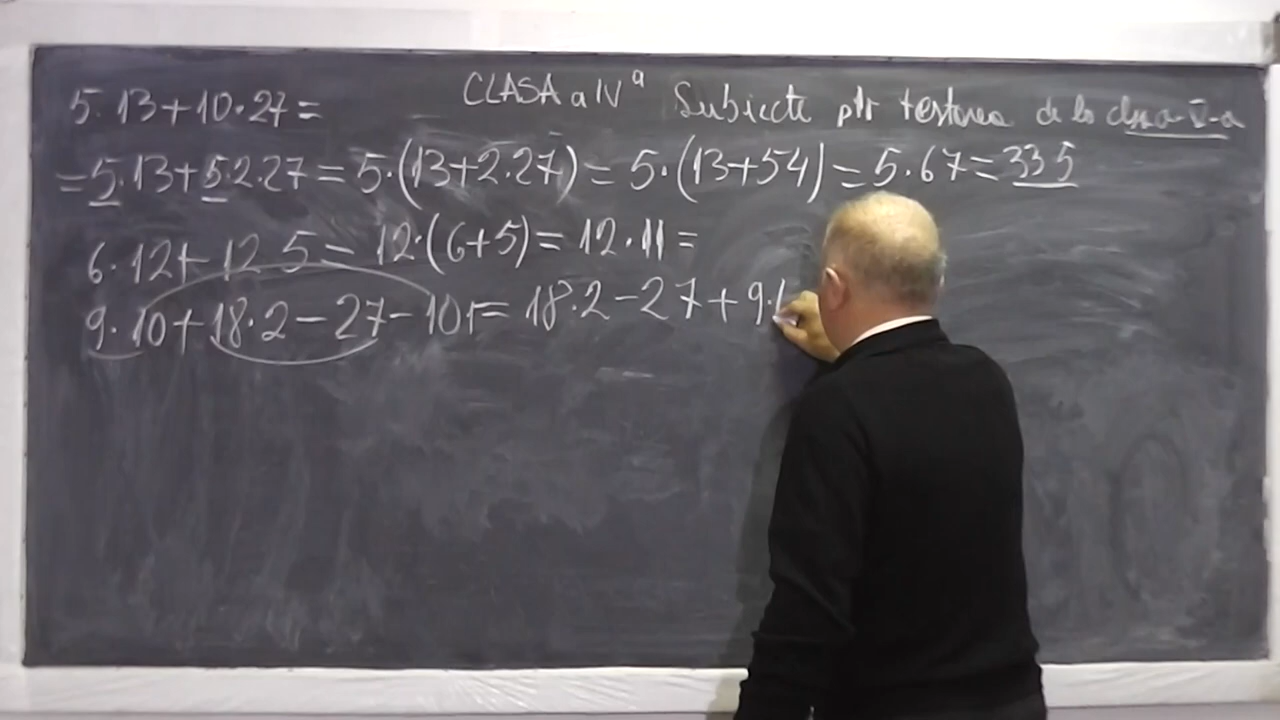 CLASA a IVª Subiecte ptr testarea de la clasa V-a
5.13+10.27=
=5.13+5.2.27=5.(13+2.27)=5.(13+54)=5.67=335
6.12+12 5=12.(6+5)=12.11=
9.10+18.2-27-101=18.2-27+9.1